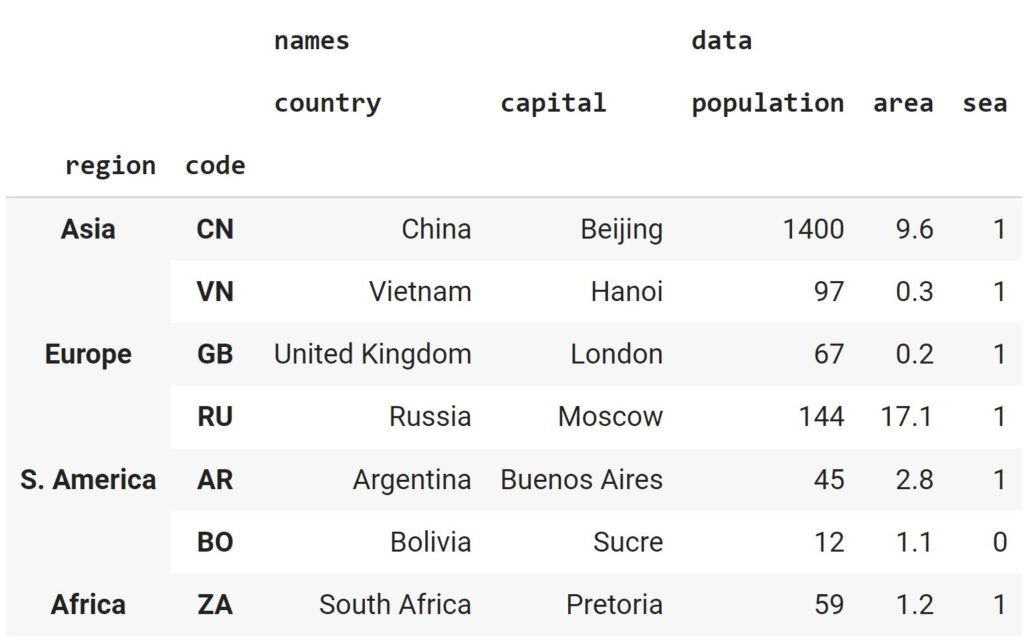 names data
country capital population area sea
region code
Asia CN China Beijing 1400 9.6 1
VN Vietnam Hanoi 97 0.3 1
Europe GB United Kingdom London 67 0.2 1
RU Russia Moscow 144 17.1 1
S. America AR Argentina Buenos Aires 45 2.8 1
BO Bolivia Sucre 12 1.1 0
Africa ZA South Africa Pretoria 59 1.2 1